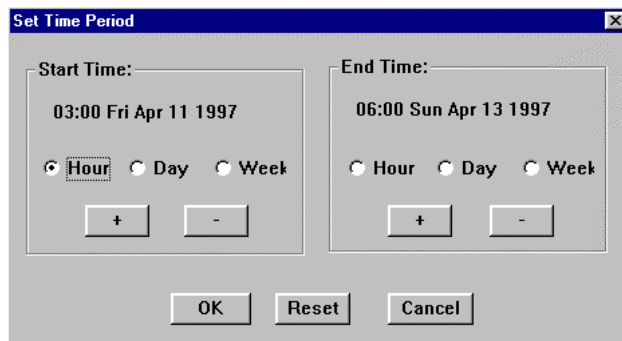 Set Time Period
Start Time:
03:00 Fri Apr 11 1997
Hour Day Week
+ -
End Time:
06:00 Sun Apr 13 1997
Hour Day Week
+ -
OK Reset Cancel